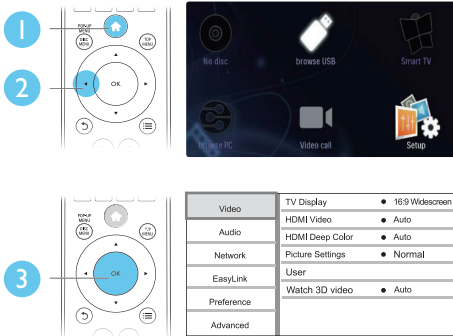 1
POP-UP MENU
DISC MENU
TOP MENU
2
OK
No disc
browse USB
Smart TV
browse PC
Video call
Setup
POP-UP MENU
DISC MENU
TOP MENU
3
OK
Video
Audio
Network
EasyLink
Preference
Advanced
TV Display ● 16:9 Widescreen
HDMI Video ● Auto
HDMI Deep Color ● Auto
Picture Settings ● Normal
User
Watch 3D video ● Auto